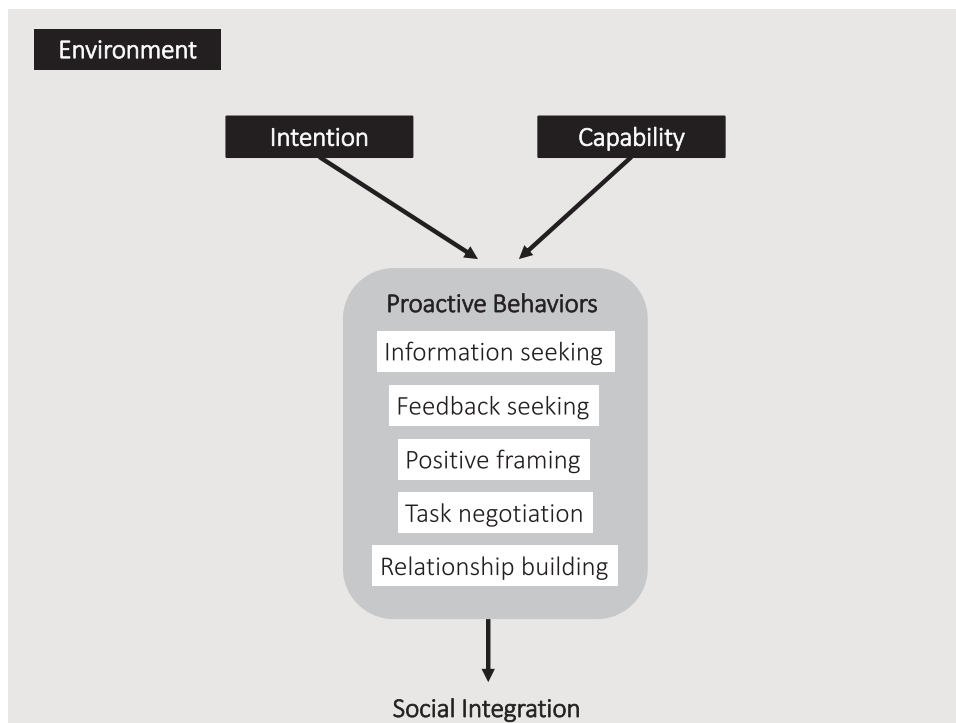 Environment
Intention
Capability
Proactive Behaviors
Information seeking
Feedback seeking
Positive framing
Task negotiation
Relationship building
Social Integration